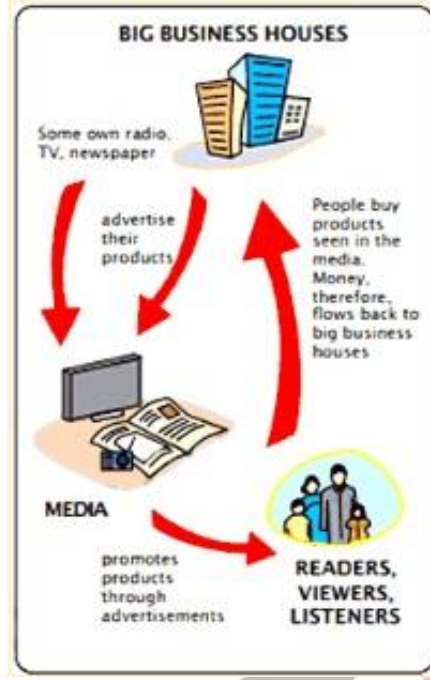 BIG BUSINESS HOUSES
Some own radio,
TV, newspaper
advertise
their
products
People buy
products
seen in the
media.
Money,
therefore,
flows back to
big business
houses
MEDIA
promotes
products
through
advertisements
READERS,
VIEWERS,
LISTENERS